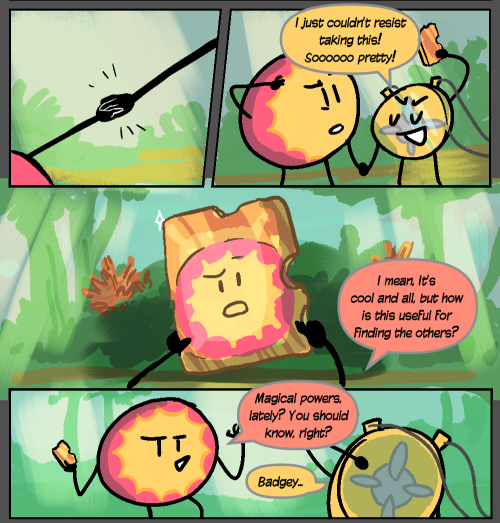 I just couldn't resist
taking this!
Sooooo pretty!
I mean, It's
cool and all, but how
is this useful for
finding the others?
Magical powers,
lately? You should
know, right?
Badgey...